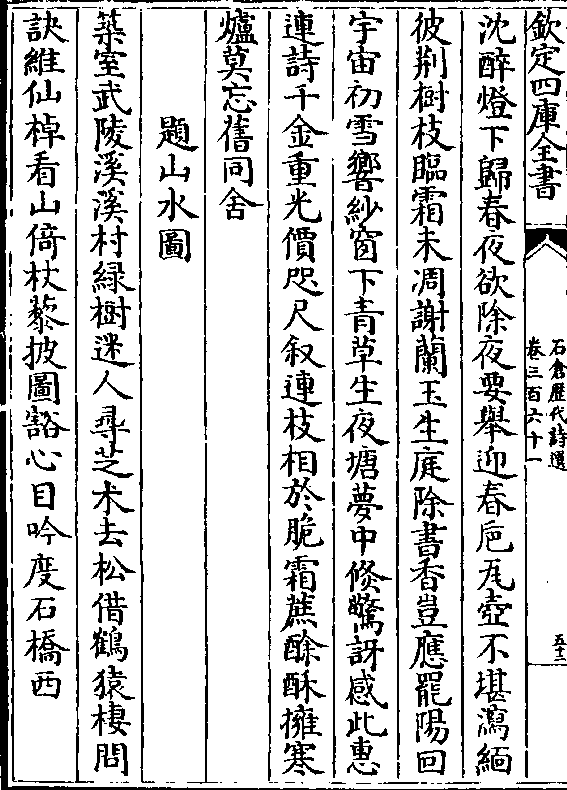 欽定四庫全書
石倉歷代詩選
卷三百六十一
五十二
沈醉燈下歸春夜欲除夜要舉迎春巵瓦壺不堪瀉緬
彼荆樹枝臨霜未凋謝蘭玉生庭除書香豈應罷陽回
宇宙初雪響紗窗下青草生夜塘夢中倐驚訝感此惠
連詩千金重光價咫尺叙連枝相於脆霜蔗酴酥擁寒
爐莫忘舊同舍
題山水圖
築室武陵溪溪村緑樹迷人尋芝术去松借鶴猿棲問
訣維仙棹看山倚杖藜披圖豁心目吟度石橋西